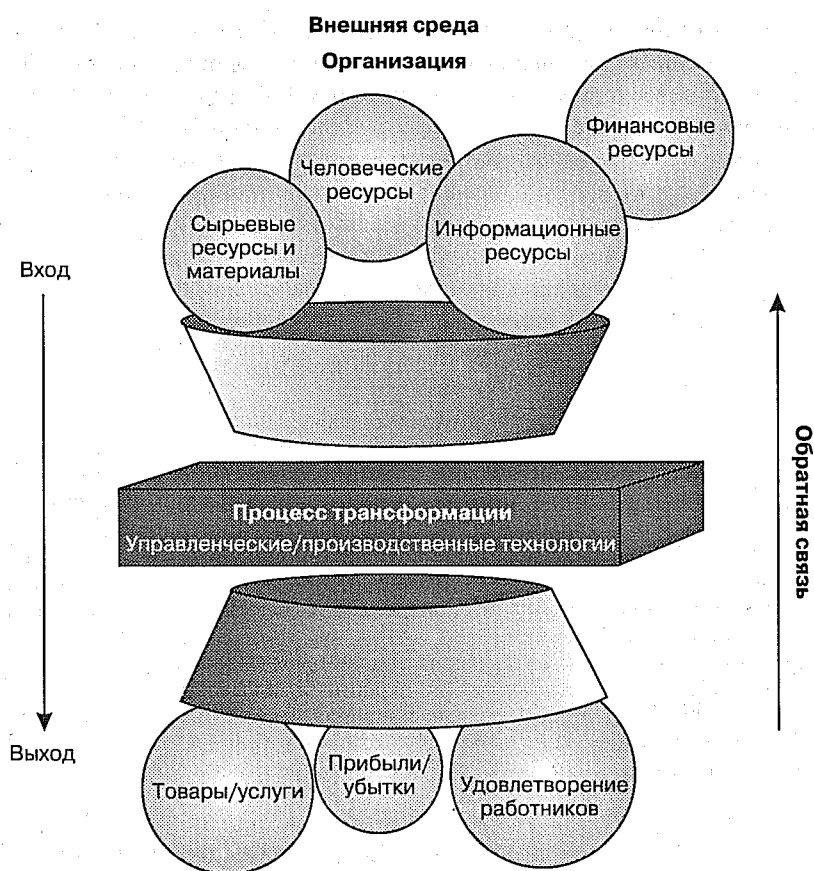 Внешняя среда
Организация
Финансовые
ресурсы
Человеческие
ресурсы
Сырьевые
ресурсы и
материалы
Информационные
ресурсы
Вход
Обратная связь
Процесс трансформации
Управленческие/производственные технологии
Выход
Товары/услуги
Прибыли/
убытки
Удовлетворение
работников